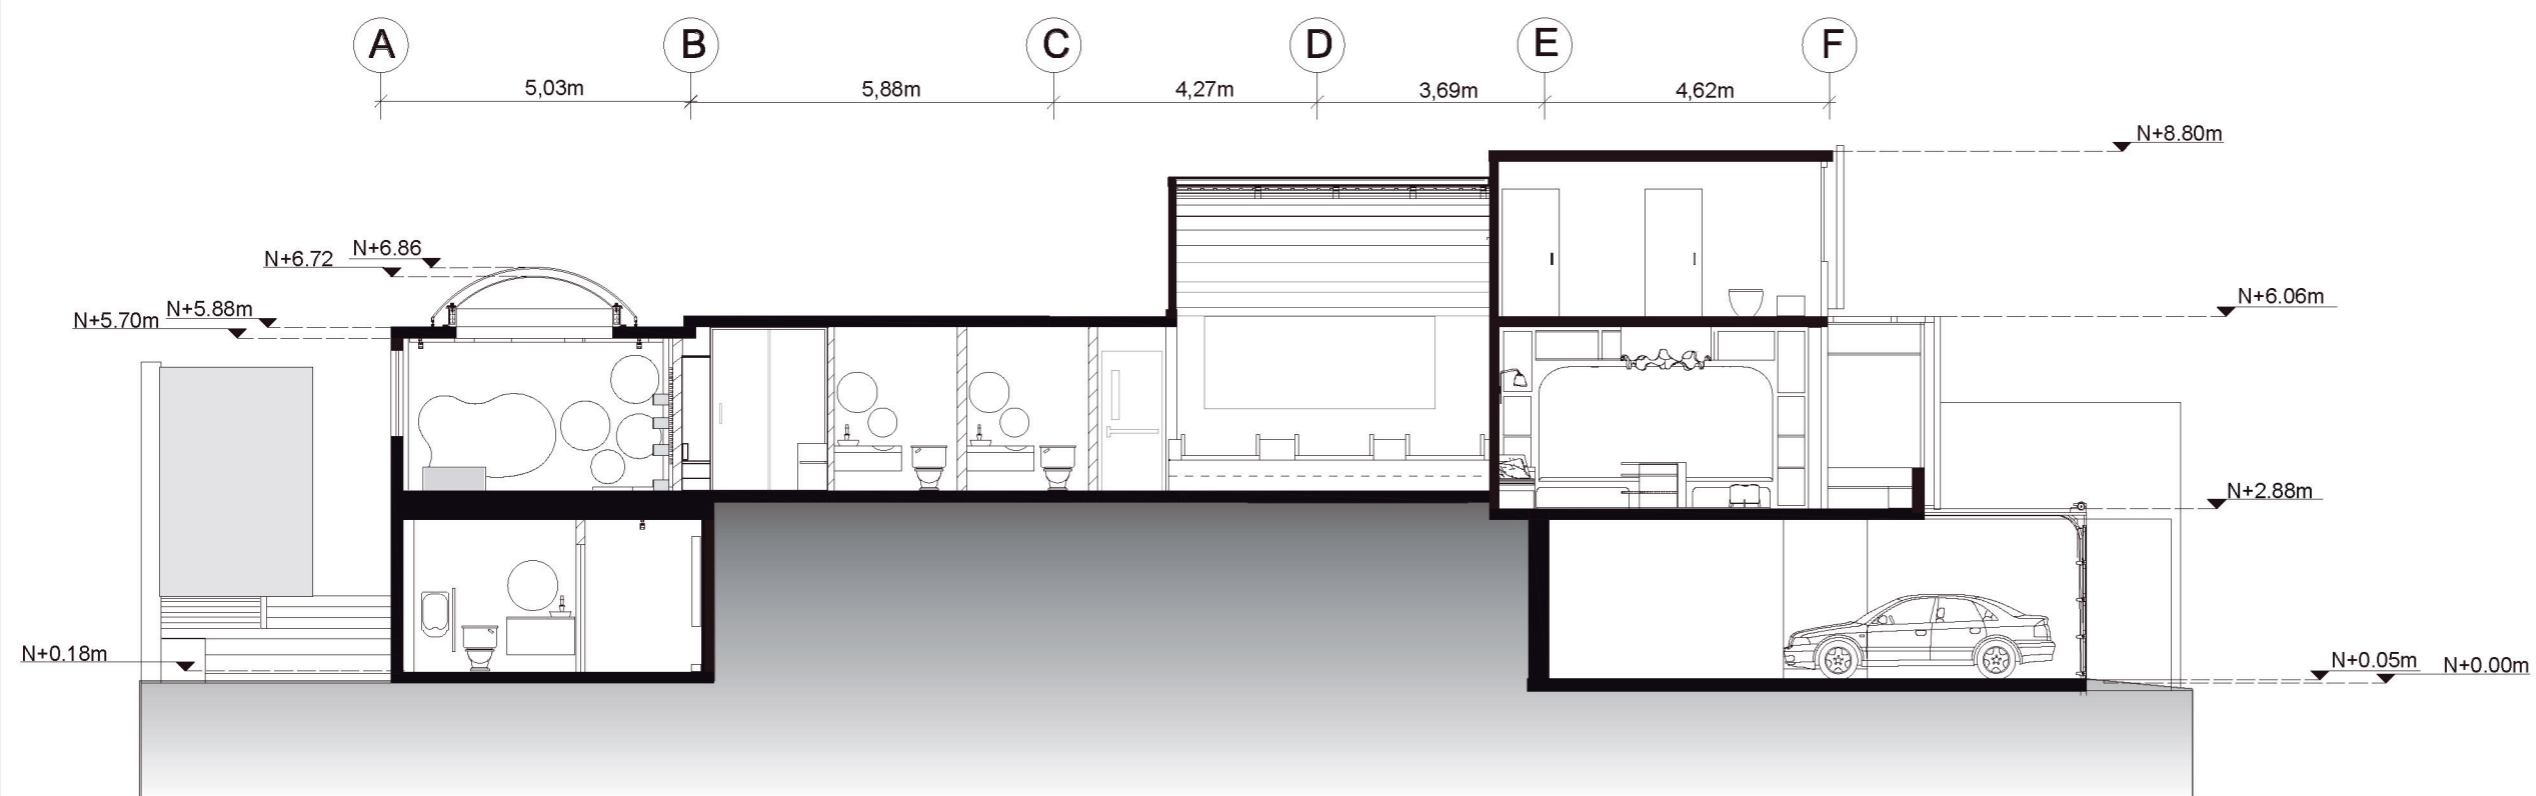 A B C D E F
5,03m 5,88m 4,27m 3,69m 4,62m
N+8.80m
N+6.86
N+6.72
N+6.06m
N+5.88m
N+5.70m
N+2.88m
N+0.18m
N+0.05m N+0.00m